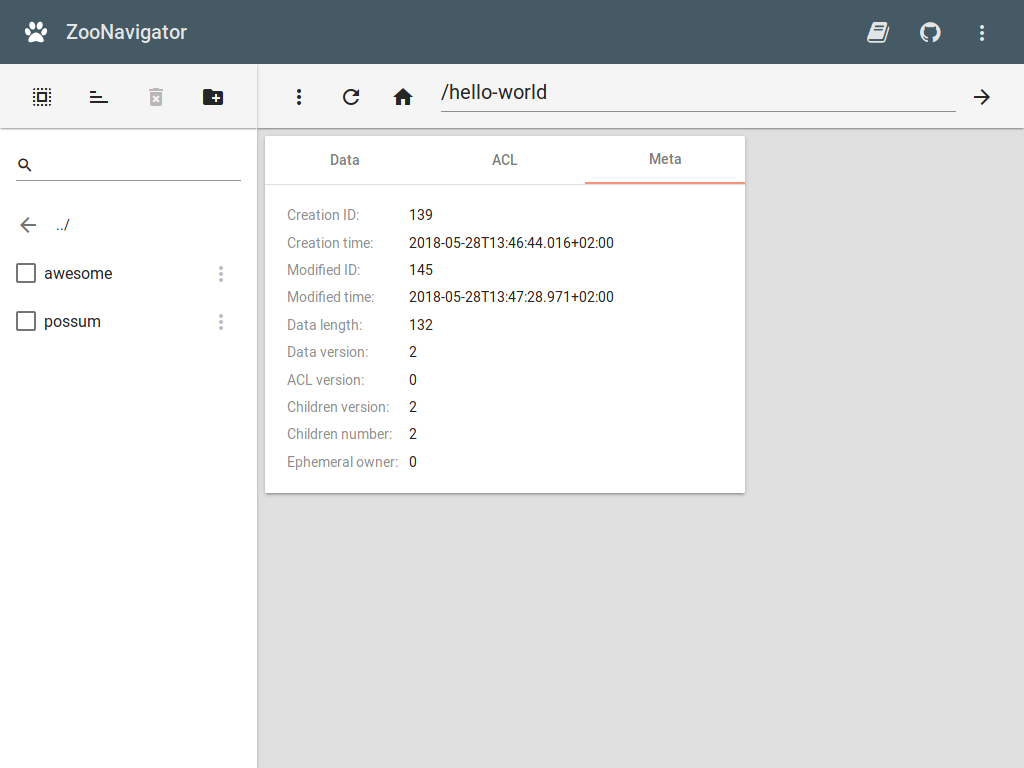 ZooNavigator
/hello-world
../
awesome
possum
Data ACL Meta
Creation ID: 139
Creation time: 2018-05-28T13:46:44.016+02:00
Modified ID: 145
Modified time: 2018-05-28T13:47:28.971+02:00
Data length: 132
Data version: 2
ACL version: 0
Children version: 2
Children number: 2
Ephemeral owner: 0